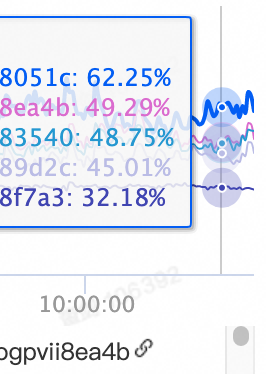 8051c: 62.25%
8ea4b: 49.29%
83540: 48.75%
89d2c: 45.01%
8f7a3: 32.18%
10:00:00
ogpvii8ea4b